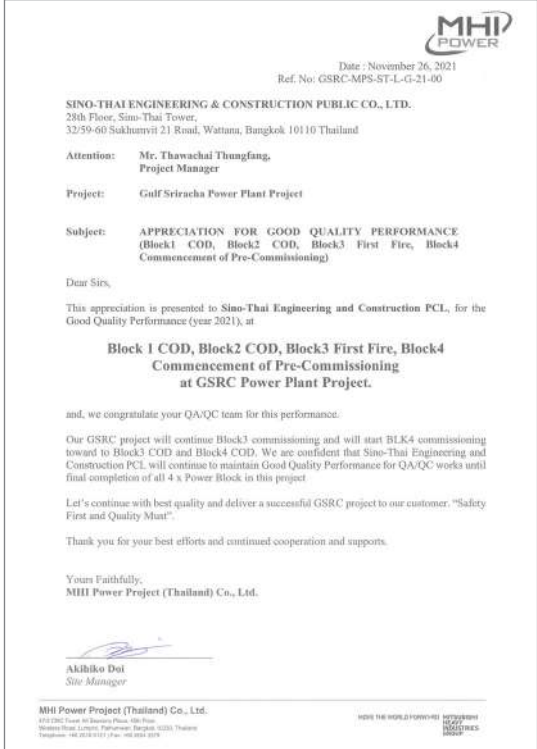 MHI
POWER
Date : November 26, 2021
Ref. No: GSRC-MPS-ST-L-G-21-00
SINO-THAI ENGINEERING & CONSTRUCTION PUBLIC CO., LTD.
28th Floor, Sino-Thai Tower,
32/59-60 Sukhumvit 21 Road, Wattana, Bangkok 10110 Thailand
Attention: Mr. Thawachai Thungfang,
Project Manager
Project: Gulf Sriracha Power Plant Project
Subject: APPRECIATION FOR GOOD QUALITY PERFORMANCE
(Block1 COD, Block2 COD, Block3 First Fire, Block4
Commencement of Pre-Commissioning)
Dear Sirs,
This appreciation is presented to Sino-Thai Engineering and Construction PCL, for the
Good Quality Performance (year 2021), at
Block 1 COD, Block2 COD, Block3 First Fire, Block4
Commencement of Pre-Commissioning
at GSRC Power Plant Project.
and, we congratulate your QA/QC team for this performance.
Our GSRC project will continue Block3 commissioning and will start BLK4 commissioning
toward to Block3 COD and Block4 COD. We are confident that Sino-Thai Engineering and
Construction PCL will continue to maintain Good Quality Performance for QA/QC works until
final completion of all 4 x Power Block in this project
Let's continue with best quality and deliver a successful GSRC project to our customer. "Safety
First and Quality Must".
Thank you for your best efforts and continued cooperation and supports.
Yours Faithfully,
MHI Power Project (Thailand) Co., Ltd.
Akihiko Doi
Site Manager
MHI Power Project (Thailand) Co., Ltd.
MOVE THE WORLD FORWARD MITSUBISHI
HEAVY
INDUSTRIES
GROUP